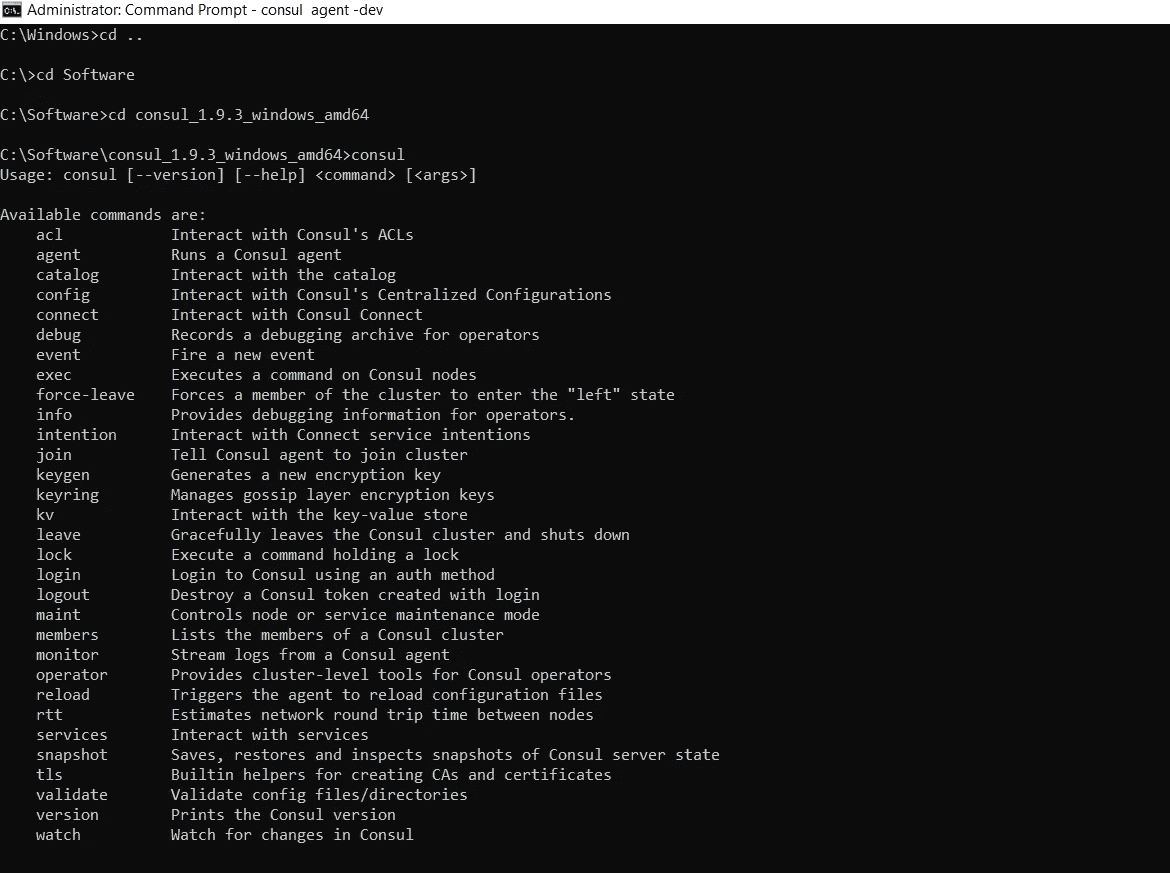 Administrator: Command Prompt - consul  agent -dev
C:\Windows>cd ..
C:\>cd Software
C:\Software>cd consul_1.9.3_windows_amd64
C:\Software\consul_1.9.3_windows_amd64>consul
Usage: consul [--version] [--help] <command> [<args>]
Available commands are:
    acl            Interact with Consul's ACLs
    agent          Runs a Consul agent
    catalog        Interact with the catalog
    config         Interact with Consul's Centralized Configurations
    connect        Interact with Consul Connect
    debug          Records a debugging archive for operators
    event          Fire a new event
    exec           Executes a command on Consul nodes
    force-leave    Forces a member of the cluster to enter the "left" state
    info           Provides debugging information for operators.
    intention      Interact with Connect service intentions
    join           Tell Consul agent to join cluster
    keygen         Generates a new encryption key
    keyring        Manages gossip layer encryption keys
    kv             Interact with the key-value store
    leave          Gracefully leaves the Consul cluster and shuts down
    lock           Execute a command holding a lock
    login          Login to Consul using an auth method
    logout         Destroy a Consul token created with login
    maint          Controls node or service maintenance mode
    members        Lists the members of a Consul cluster
    monitor        Stream logs from a Consul agent
    operator       Provides cluster-level tools for Consul operators
    reload         Triggers the agent to reload configuration files
    rtt            Estimates network round trip time between nodes
    services       Interact with services
    snapshot       Saves, restores and inspects snapshots of Consul server state
    tls            Builtin helpers for creating CAs and certificates
    validate       Validate config files/directories
    version        Prints the Consul version
    watch          Watch for changes in Consul